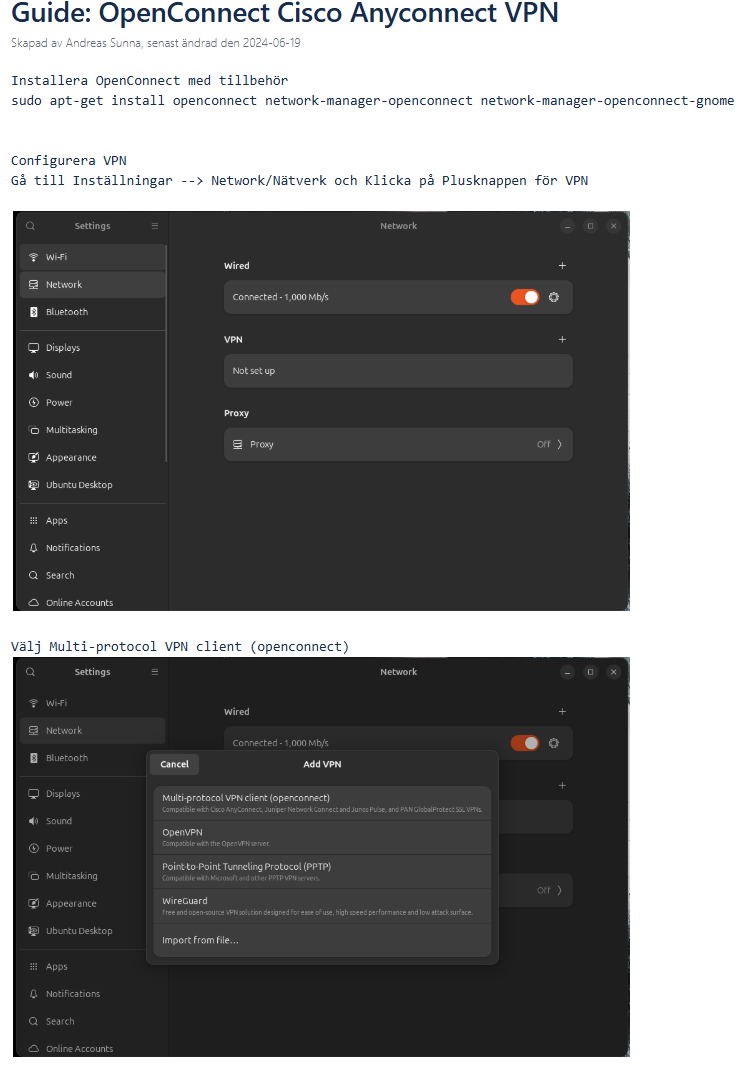 Guide: OpenConnect Cisco Anyconnect VPN
Skapad av Andreas Sunna, senast ändrad den 2024-06-19
Installera OpenConnect med tillbehör
sudo apt-get install openconnect network-manager-openconnect network-manager-openconnect-gnome
Configurera VPN
Gå till Inställningar --> Network/Nätverk och Klicka på Plusknappen för VPN
Settings
Network
Wi-Fi
Network
Bluetooth
Displays
Sound
Power
Multitasking
Appearance
Ubuntu Desktop
Apps
Notifications
Search
Online Accounts
Wired
Connected - 1,000 Mb/s
VPN
Not set up
Proxy
Proxy Off
Välj Multi-protocol VPN client (openconnect)
Settings
Network
Wi-Fi
Network
Bluetooth
Displays
Sound
Power
Multitasking
Appearance
Ubuntu Desktop
Apps
Notifications
Search
Online Accounts
Wired
Connected - 1,000 Mb/s
Off
Cancel
Add VPN
Multi-protocol VPN client (openconnect)
Compatible with Cisco AnyConnect, Juniper Network Connect and Junos Pulse, and PAN GlobalProtect SSL VPNs.
OpenVPN
Compatible with the OpenVPN server.
Point-to-Point Tunneling Protocol (PPTP)
Compatible with Microsoft and other PPTP VPN servers.
WireGuard
Free and open-source VPN solution designed for ease of use, high speed performance and low attack surface.
Import from file…